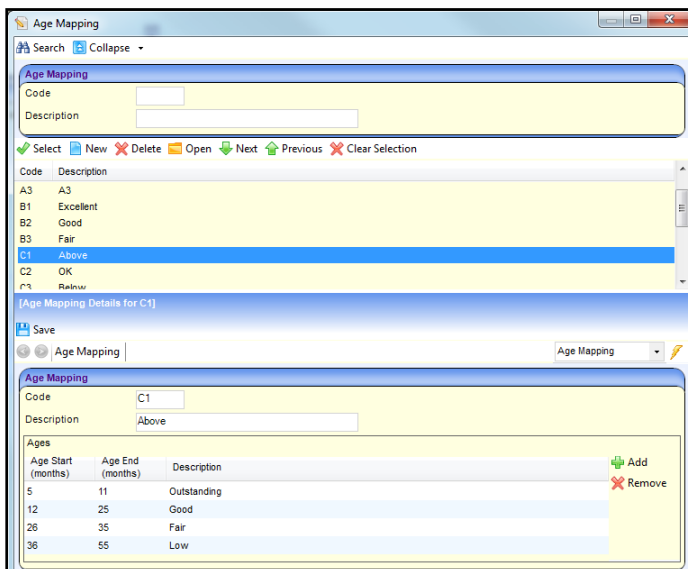 Age Mapping
Search Collapse
Age Mapping
Code
Description
Select New Delete Open Next Previous Clear Selection
Code Description
A3 A3
B1 Excellent
B2 Good
B3 Fair
C1 Above
C2 OK
C3 Below
[Age Mapping Details for C1]
Save
Age Mapping Age Mapping
Age Mapping
Code C1
Description Above
Ages
Age Start (months) Age End (months) Description
Add
Remove
5 11 Outstanding
12 25 Good
26 35 Fair
36 55 Low